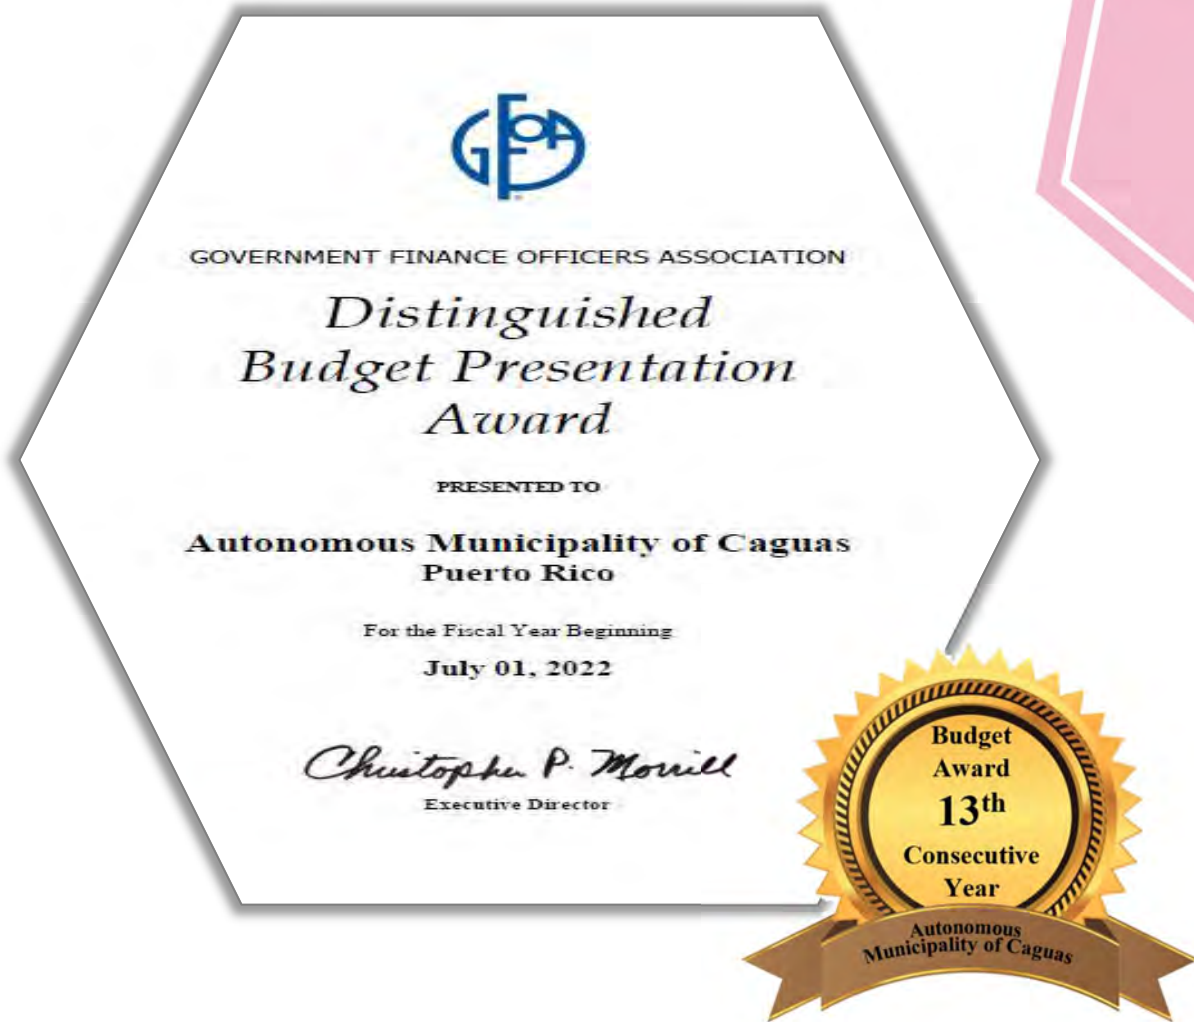 GFOA
GOVERNMENT FINANCE OFFICERS ASSOCIATION
Distinguished
Budget Presentation
Award
PRESENTED TO
Autonomous Municipality of Caguas
Puerto Rico
For the Fiscal Year Beginning
July 01, 2022
Christopher P. Morrill
Executive Director
Budget
Award
13th
Consecutive
Year
Autonomous
Municipality of Caguas